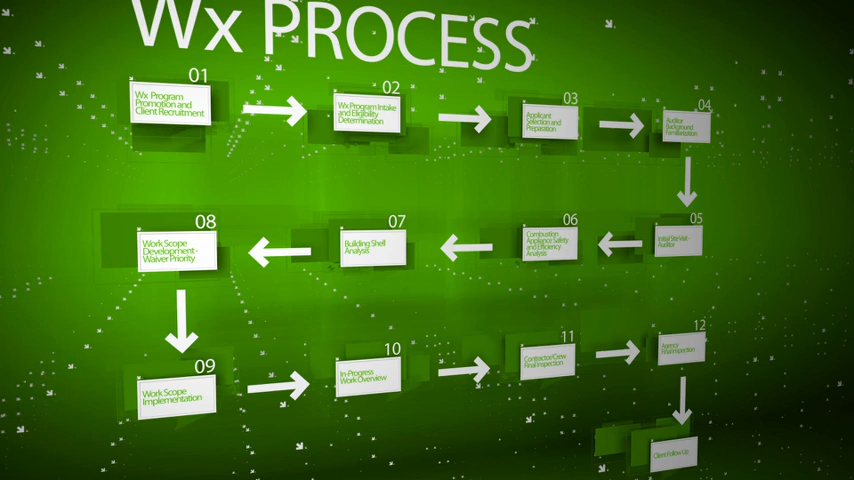 Wx PROCESS
01
Wx Program
Promotion and
Client Recruitment
02
Wx Program Intake
and Eligibility
Determination
03
Applicant
Selection and
Preparation
04
Auditor
Background
Familiarization
05
Initial Site Visit -
Auditor
06
Combustion
Appliance Safety
and Efficiency
Analysis
07
Building Shell
Analysis
08
Work Scope
Development -
Waiver Priority
09
Work Scope
Implementation
10
In-Progress
Work Overview
11
Contractor/Crew
Final Inspection
12
Agency
Final Inspection
Client Follow Up